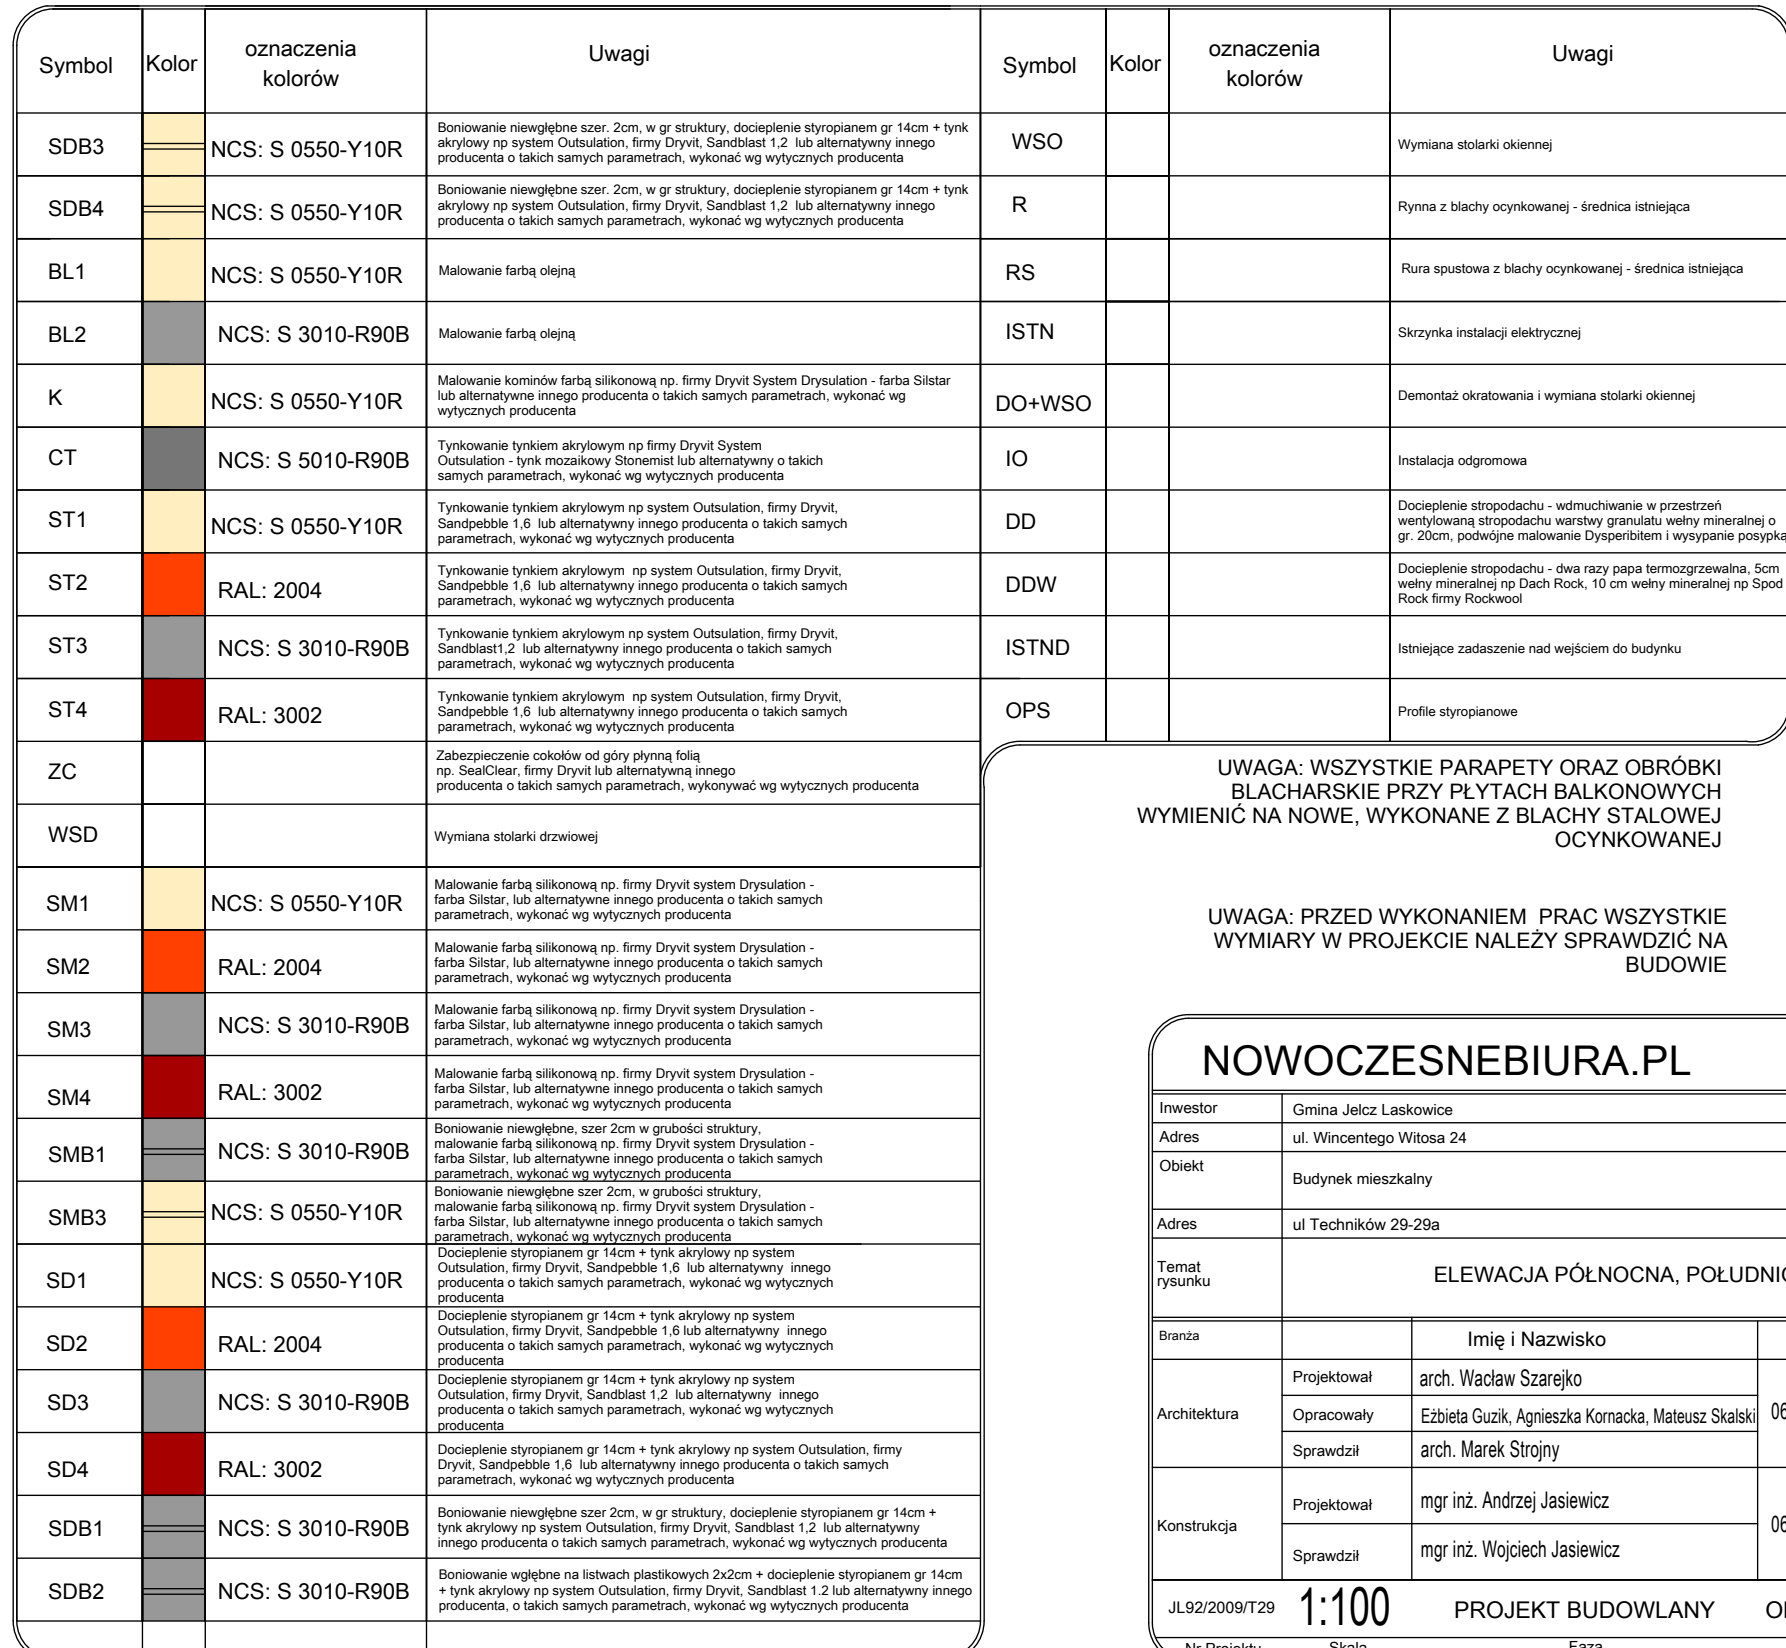 Symbol
Kolor
oznaczenia
kolorów
Uwagi
SDB3
NCS: S 0550-Y10R
Boniowanie niewgłębne szer. 2cm, w gr struktury, docieplenie styropianem gr 14cm + tynk
akrylowy np system Outsulation, firmy Dryvit, Sandblast 1,2 lub alternatywny innego
producenta o takich samych parametrach, wykonać wg wytycznych producenta
SDB4
NCS: S 0550-Y10R
Boniowanie niewgłębne szer. 2cm, w gr struktury, docieplenie styropianem gr 14cm + tynk
akrylowy np system Outsulation, firmy Dryvit, Sandblast 1,2 lub alternatywny innego
producenta o takich samych parametrach, wykonać wg wytycznych producenta
BL1
NCS: S 0550-Y10R
Malowanie farbą olejną
BL2
NCS: S 3010-R90B
Malowanie farbą olejną
K
NCS: S 0550-Y10R
Malowanie kominów farbą silikonową np. firmy Dryvit System Drysulation - farba Silstar
lub alternatywne innego producenta o takich samych parametrach, wykonać wg
wytycznych producenta
CT
NCS: S 5010-R90B
Tynkowanie tynkiem akrylowym np firmy Dryvit System
Outsulation - tynk mozaikowy Stonemist lub alternatywny o takich
samych parametrach, wykonać wg wytycznych producenta
ST1
NCS: S 0550-Y10R
Tynkowanie tynkiem akrylowym np system Outsulation, firmy Dryvit,
Sandpebble 1,6 lub alternatywny innego producenta o takich samych
parametrach, wykonać wg wytycznych producenta
ST2
RAL: 2004
Tynkowanie tynkiem akrylowym np system Outsulation, firmy Dryvit,
Sandpebble 1,6 lub alternatywny innego producenta o takich samych
parametrach, wykonać wg wytycznych producenta
ST3
NCS: S 3010-R90B
Tynkowanie tynkiem akrylowym np system Outsulation, firmy Dryvit,
Sandblast1,2 lub alternatywny innego producenta o takich samych
parametrach, wykonać wg wytycznych producenta
ST4
RAL: 3002
Tynkowanie tynkiem akrylowym np system Outsulation, firmy Dryvit,
Sandpebble 1,6 lub alternatywny innego producenta o takich samych
parametrach, wykonać wg wytycznych producenta
ZC
Zabezpieczenie cokołów od góry płynną folią
np. SealClear, firmy Dryvit lub alternatywną innego
producenta o takich samych parametrach, wykonywać wg wytycznych producenta
WSD
Wymiana stolarki drzwiowej
SM1
NCS: S 0550-Y10R
Malowanie farbą silikonową np. firmy Dryvit system Drysulation -
farba Silstar, lub alternatywne innego producenta o takich samych
parametrach, wykonać wg wytycznych producenta
SM2
RAL: 2004
Malowanie farbą silikonową np. firmy Dryvit system Drysulation -
farba Silstar, lub alternatywne innego producenta o takich samych
parametrach, wykonać wg wytycznych producenta
SM3
NCS: S 3010-R90B
Malowanie farbą silikonową np. firmy Dryvit system Drysulation -
farba Silstar, lub alternatywne innego producenta o takich samych
parametrach, wykonać wg wytycznych producenta
SM4
RAL: 3002
Malowanie farbą silikonową np. firmy Dryvit system Drysulation -
farba Silstar, lub alternatywne innego producenta o takich samych
parametrach, wykonać wg wytycznych producenta
SMB1
NCS: S 3010-R90B
Boniowanie niewgłębne, szer 2cm w grubości struktury,
malowanie farbą silikonową np. firmy Dryvit system Drysulation -
farba Silstar, lub alternatywne innego producenta o takich samych
parametrach, wykonać wg wytycznych producenta
SMB3
NCS: S 0550-Y10R
Boniowanie niewgłębne szer 2cm, w grubości struktury,
malowanie farbą silikonową np. firmy Dryvit system Drysulation -
farba Silstar, lub alternatywne innego producenta o takich samych
parametrach, wykonać wg wytycznych producenta
SD1
NCS: S 0550-Y10R
Docieplenie styropianem gr 14cm + tynk akrylowy np system
Outsulation, firmy Dryvit, Sandpebble 1,6 lub alternatywny innego
producenta o takich samych parametrach, wykonać wg wytycznych
producenta
SD2
RAL: 2004
Docieplenie styropianem gr 14cm + tynk akrylowy np system
Outsulation, firmy Dryvit, Sandpebble 1,6 lub alternatywny innego
producenta o takich samych parametrach, wykonać wg wytycznych
producenta
SD3
NCS: S 3010-R90B
Docieplenie styropianem gr 14cm + tynk akrylowy np system
Outsulation, firmy Dryvit, Sandblast 1,2 lub alternatywny innego
producenta o takich samych parametrach, wykonać wg wytycznych
producenta
SD4
RAL: 3002
Docieplenie styropianem gr 14cm + tynk akrylowy np system Outsulation, firmy
Dryvit, Sandpebble 1,6 lub alternatywny innego producenta o takich samych
parametrach, wykonać wg wytycznych producenta
SDB1
NCS: S 3010-R90B
Boniowanie niewgłębne szer 2cm, w gr struktury, docieplenie styropianem gr 14cm +
tynk akrylowy np system Outsulation, firmy Dryvit, Sandblast 1,2 lub alternatywny
innego producenta o takich samych parametrach, wykonać wg wytycznych producenta
SDB2
NCS: S 3010-R90B
Boniowanie wgłębne na listwach plastikowych 2x2cm + docieplenie styropianem gr 14cm
+ tynk akrylowy np system Outsulation, firmy Dryvit, Sandblast 1.2 lub alternatywny innego
producenta, o takich samych parametrach, wykonać wg wytycznych producenta
Symbol
Kolor
oznaczenia
kolorów
Uwagi
WSO
Wymiana stolarki okiennej
R
Rynna z blachy ocynkowanej - średnica istniejąca
RS
Rura spustowa z blachy ocynkowanej - średnica istniejąca
ISTN
Skrzynka instalacji elektrycznej
DO+WSO
Demontaż okratowania i wymiana stolarki okiennej
IO
Instalacja odgromowa
DD
Docieplenie stropodachu - wdmuchiwanie w przestrzeń
wentylowaną stropodachu warstwy granulatu wełny mineralnej o
gr. 20cm, podwójne malowanie Dysperibitem i wysypanie posypką
DDW
Docieplenie stropodachu - dwa razy papa termozgrzewalna, 5cm
wełny mineralnej np Dach Rock, 10 cm wełny mineralnej np Spod
Rock firmy Rockwool
ISTND
Istniejące zadaszenie nad wejściem do budynku
OPS
Profile styropianowe
UWAGA: WSZYSTKIE PARAPETY ORAZ OBRÓBKI
BLACHARSKIE PRZY PŁYTACH BALKONOWYCH
WYMIENIĆ NA NOWE, WYKONANE Z BLACHY STALOWEJ
OCYNKOWANEJ
UWAGA: PRZED WYKONANIEM PRAC WSZYSTKIE
WYMIARY W PROJEKCIE NALEŻY SPRAWDZIĆ NA
BUDOWIE
NOWOCZESNEBIURA.PL
Inwestor
Gmina Jelcz Laskowice
Adres
ul. Wincentego Witosa 24
Obiekt
Budynek mieszkalny
Adres
ul Techników 29-29a
Temat
rysunku
ELEWACJA PÓŁNOCNA,
Branża
Imię i Nazwisko
Architektura
Projektował
arch. Wacław Szarejko
Opracowały
Eżbieta Guzik, Agnieszka Kornacka, Mateusz Skalski
06
Sprawdził
arch. Marek Strojny
Konstrukcja
Projektował
mgr inż. Andrzej Jasiewicz
06
Sprawdził
mgr inż. Wojciech Jasiewicz
JL92/2009/T29
1:100
PROJEKT BUDOWLANY
Nr Projektu
Skala
Faza